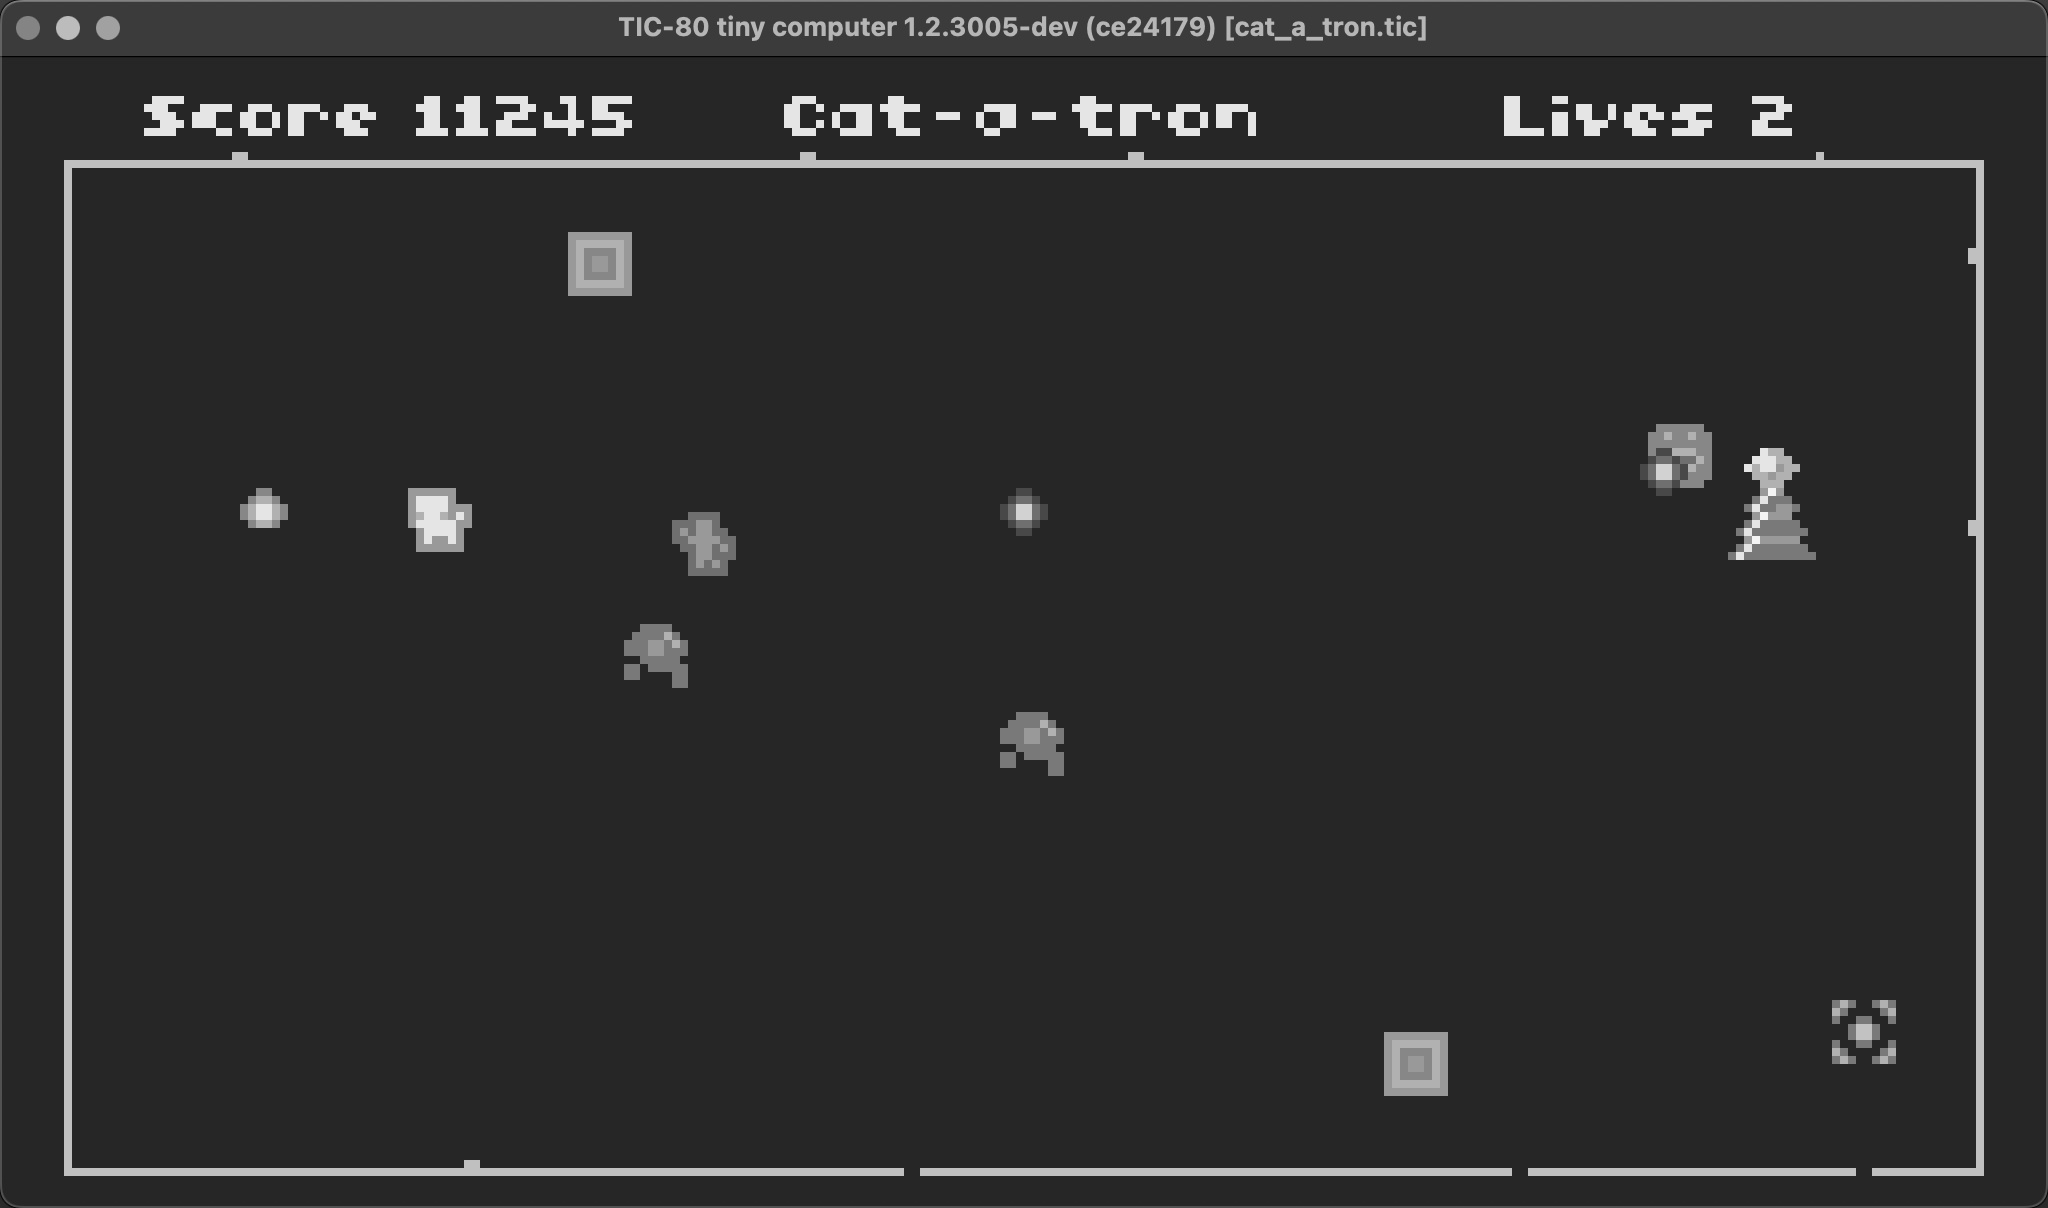 TIC-80 tiny computer 1.2.3005-dev (ce24179) [cat_a_tron.tic]
Score 11245 Cat-a-tron Lives 2